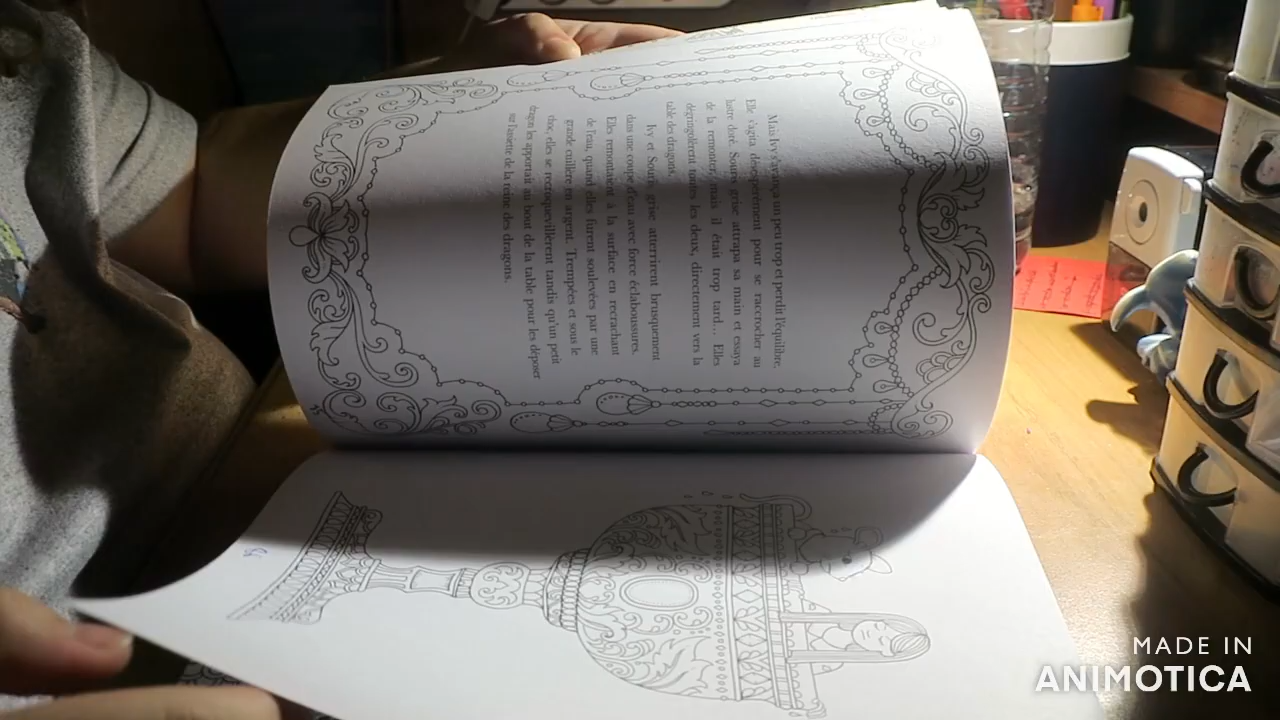 Mais Ivy s'avança un peu trop et perdit l'équilibre.
Elle s'agita désespérément pour se raccrocher au
lustre doré. Souris grise attrapa sa main et essaya
de la remonter, mais il était trop tard… Elles
dégringolèrent toutes les deux, directement vers la
table des dragons.
Ivy et Souris grise atterrirent brusquement
dans une coupe d'eau avec force éclaboussures.
Elles remontaient à la surface en recrachant
de l'eau, quand elles furent soulevées par une
grande cuillère en argent. Trempées et sous le
choc, elles se recroquevillèrent tandis qu'un petit
dragon les apportait au bout de la table pour les déposer
sur l'assiette de la reine des dragons.
MADE IN
ANIMOTICA